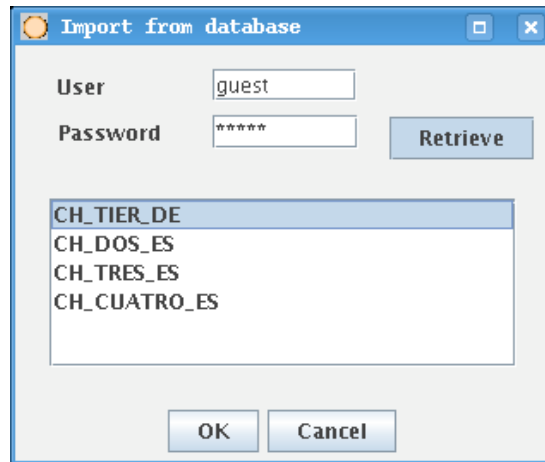 Import from database
User guest
Password *****
Retrieve
CH_TIER_DE
CH_DOS_ES
CH_TRES_ES
CH_CUATRO_ES
OK Cancel